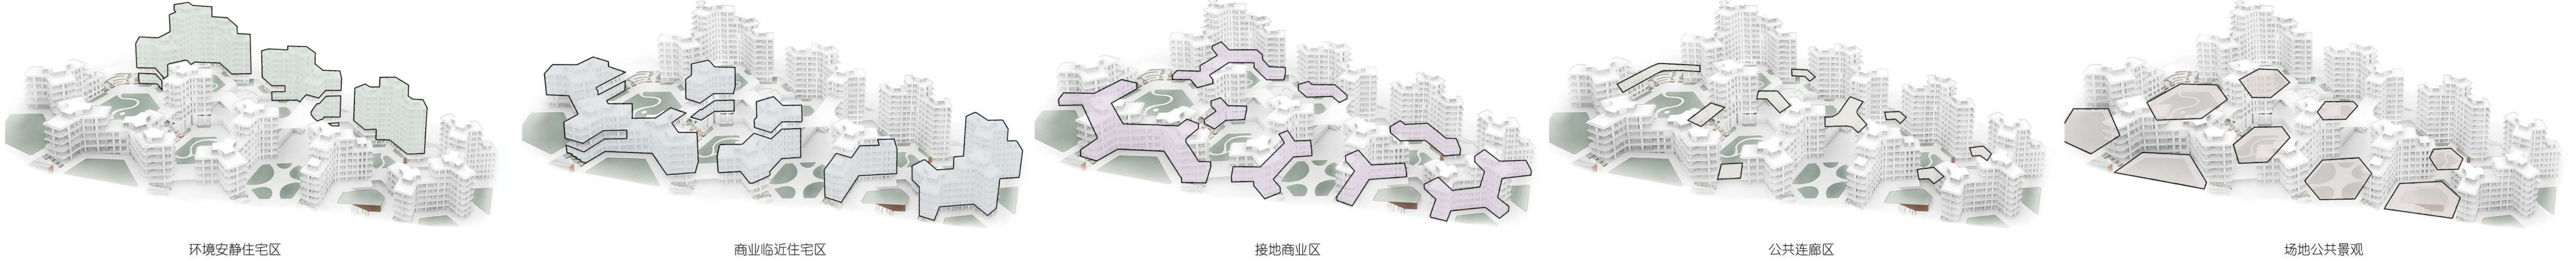 环境安静住宅区
商业临近住宅区
接地商业区
公共连廊区
场地公共景观